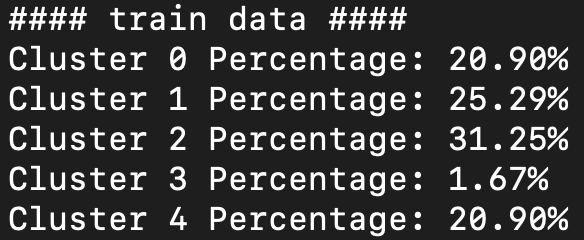 #### train data ####
Cluster 0 Percentage: 20.90%
Cluster 1 Percentage: 25.29%
Cluster 2 Percentage: 31.25%
Cluster 3 Percentage: 1.67%
Cluster 4 Percentage: 20.90%